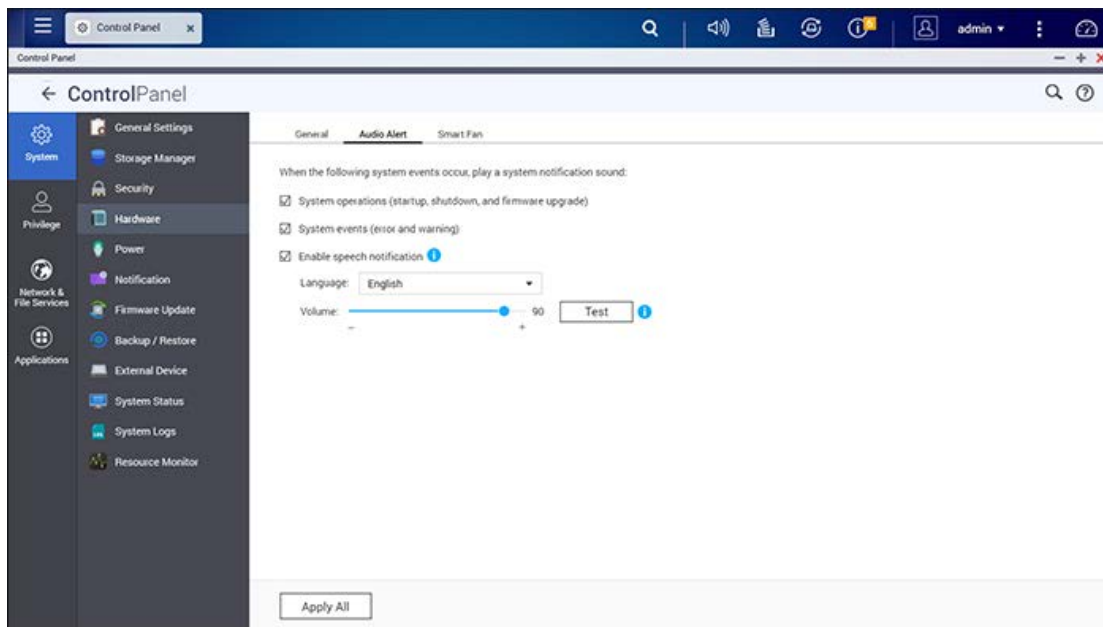 Control Panel x
6
admin
Control Panel
ControlPanel
System
Privilege
Network &
File Services
Applications
General Settings
Storage Manager
Security
Hardware
Power
Notification
Firmware Update
Backup / Restore
External Device
System Status
System Logs
Resource Monitor
General Audio Alert Smart Fan
When the following system events occur, play a system notification sound:
System operations (startup, shutdown, and firmware upgrade)
System events (error and warning)
Enable speech notification
Language: English
Volume: 90 Test
- +
Apply All